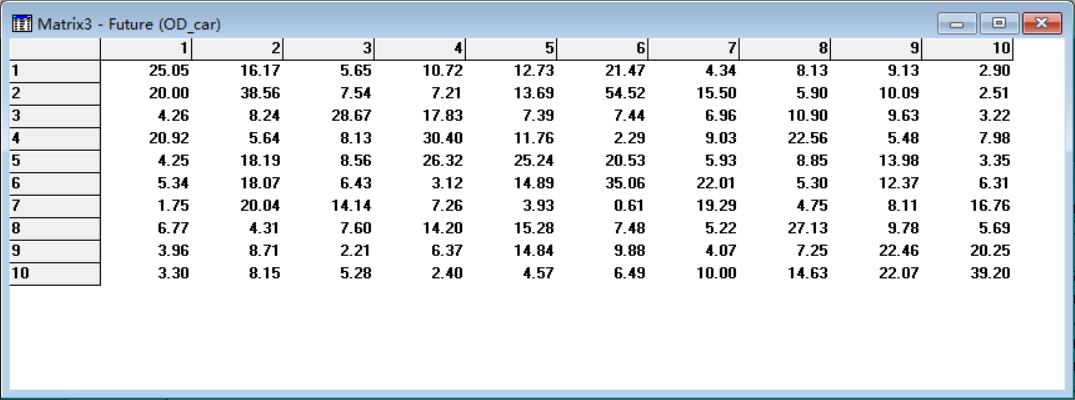 Matrix3 - Future (OD_car)
1 2 3 4 5 6 7 8 9 10
1 25.05 16.17 5.65 10.72 12.73 21.47 4.34 8.13 9.13 2.90
2 20.00 38.56 7.54 7.21 13.69 54.52 15.50 5.90 10.09 2.51
3 4.26 8.24 28.67 17.83 7.39 7.44 6.96 10.90 9.63 3.22
4 20.92 5.64 8.13 30.40 11.76 2.29 9.03 22.56 5.48 7.98
5 4.25 18.19 8.56 26.32 25.24 20.53 5.93 8.85 13.98 3.35
6 5.34 18.07 6.43 3.12 14.89 35.06 22.01 5.30 12.37 6.31
7 1.75 20.04 14.14 7.26 3.93 0.61 19.29 4.75 8.11 16.76
8 6.77 4.31 7.60 14.20 15.28 7.48 5.22 27.13 9.78 5.69
9 3.96 8.71 2.21 6.37 14.84 9.88 4.07 7.25 22.46 20.25
10 3.30 8.15 5.28 2.40 4.57 6.49 10.00 14.63 22.07 39.20